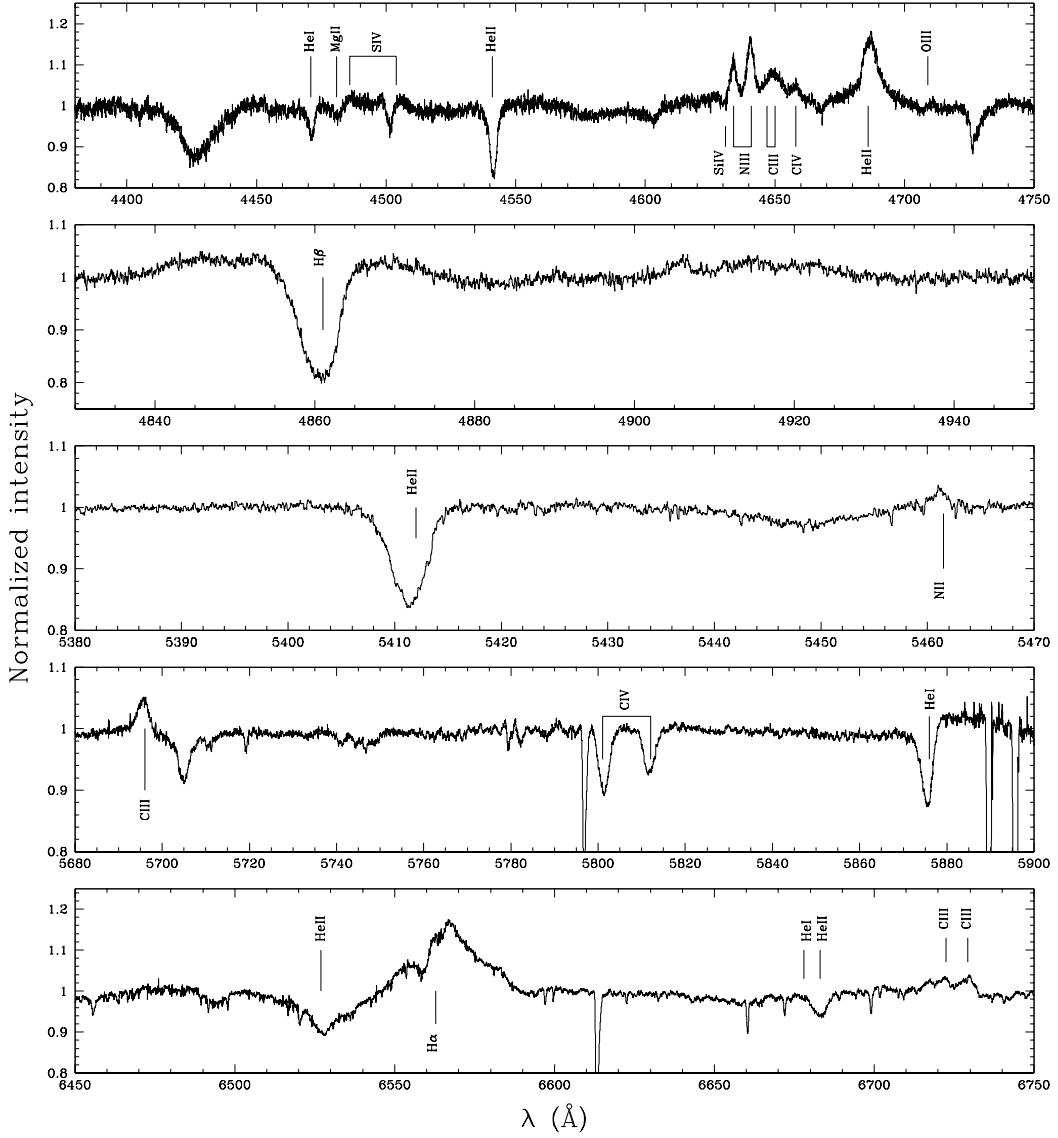 1.2
1.1
1
0.9
0.8
HeI
MgII
SIV
HeII
OIII
SiIV
NIII
CIII
CIV
HeII
4400
4450
4500
4550
4600
4650
4700
4750
1.1
1
0.9
0.8
Hβ
4840
4860
4880
4900
4920
4940
Normalized intensity
1.1
1
0.9
0.8
HeII
NII
5380
5390
5400
5410
5420
5430
5440
5450
5460
5470
1.1
1
0.9
0.8
CIII
CIV
HeI
5680
5700
5720
5740
5760
5780
5800
5820
5840
5860
5880
5900
1.2
1.1
1
0.9
0.8
HeII
Hα
HeI
HeII
CIII
CIII
6450
6500
6550
6600
6650
6700
6750
λ (Å)